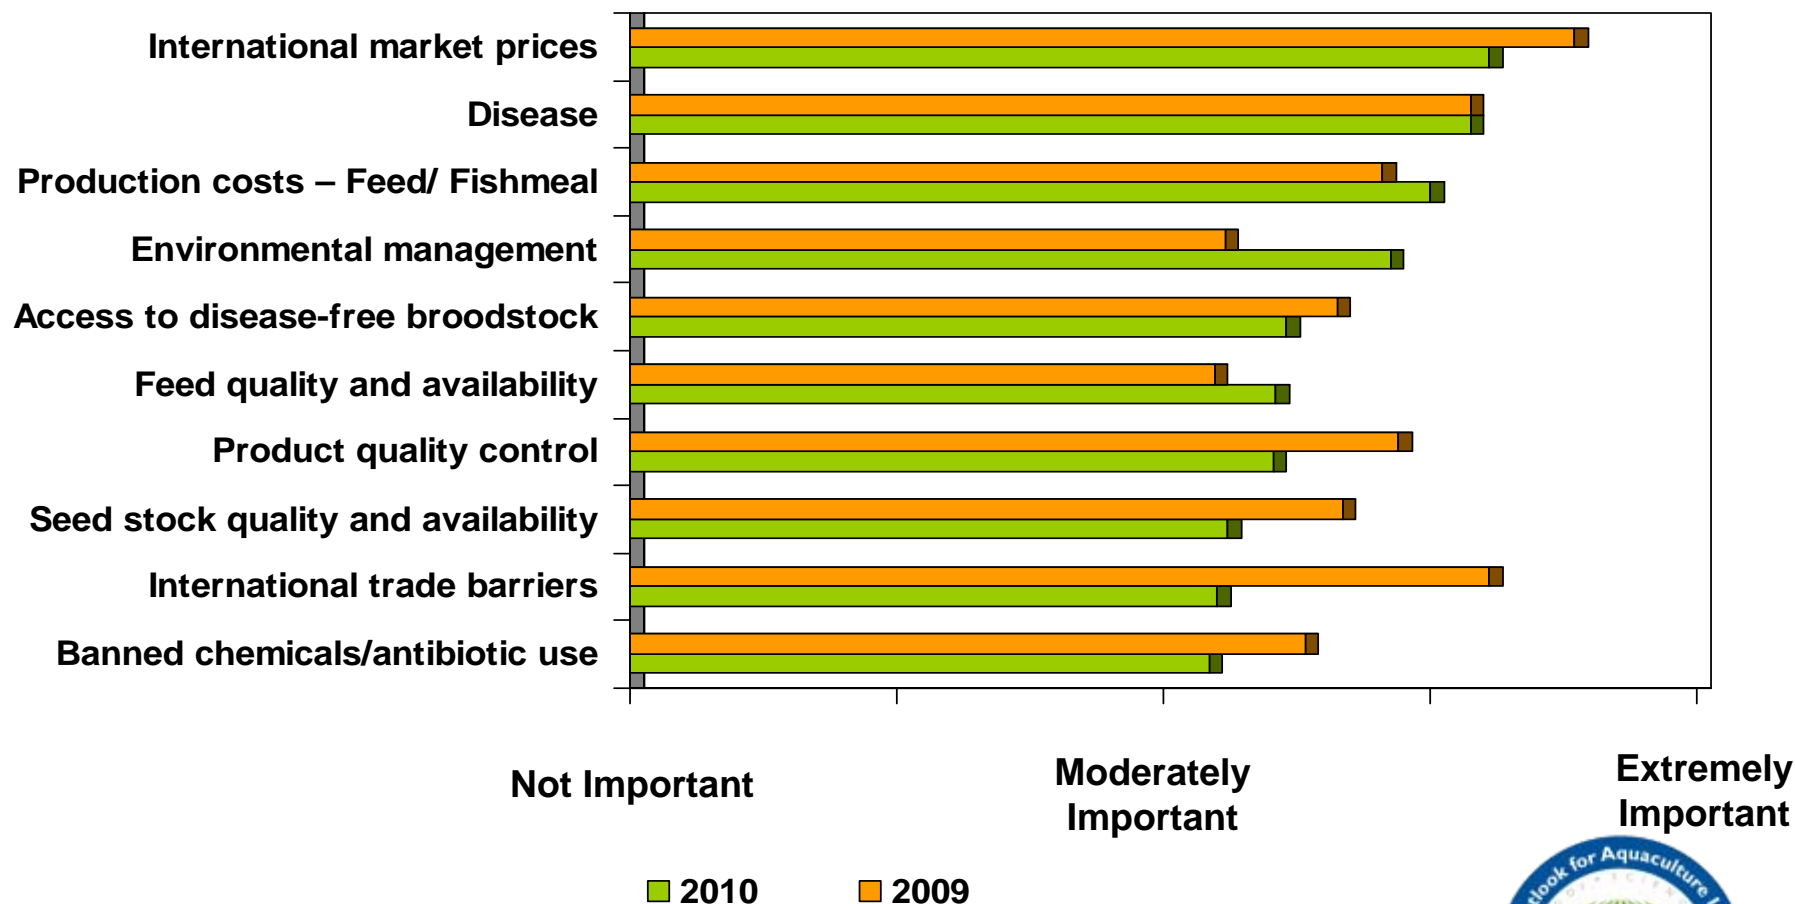 International market prices
Disease
Production costs – Feed/ Fishmeal
Environmental management
Access to disease-free broodstock
Feed quality and availability
Product quality control
Seed stock quality and availability
International trade barriers
Banned chemicals/antibiotic use
Not Important
Moderately
Important
Extremely
Important
2010
2009
for Aquaculture